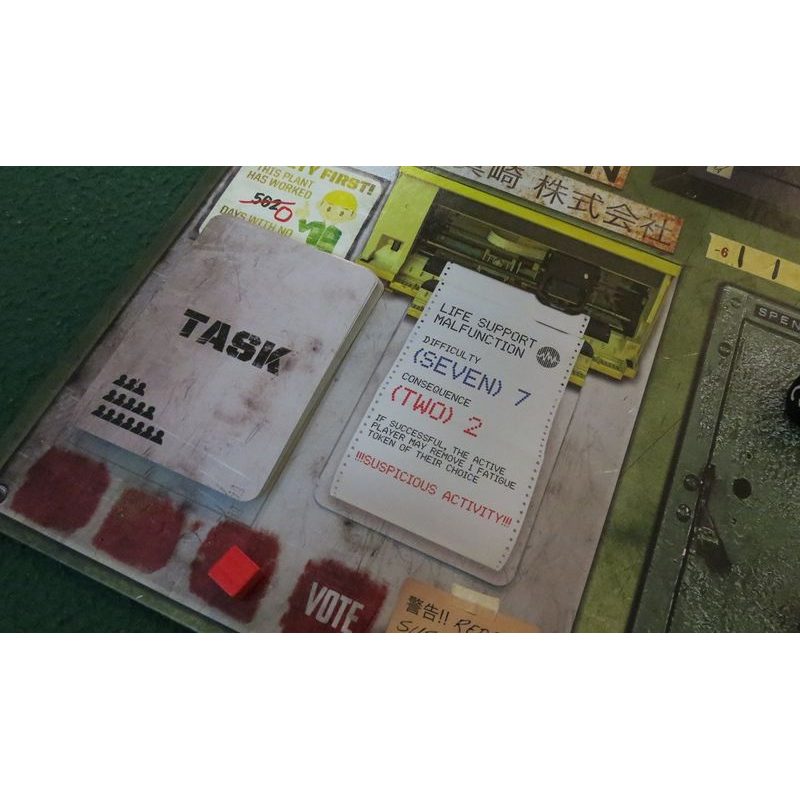 FIRST!
THIS PLANT
HAS WORKED
5020
DAYS WITH NO
TASK
株式会社
-6
LIFE SUPPORT
MALFUNCTION
DIFFICULTY
(SEVEN) 7
CONSEQUENCE
(TWO) 2
IF SUCCESSFUL, THE ACTIVE
PLAYER MAY REMOVE 1 FATIGUE
TOKEN OF THEIR CHOICE
!!!SUSPICIOUS ACTIVITY!!!
VOTE
警告!!